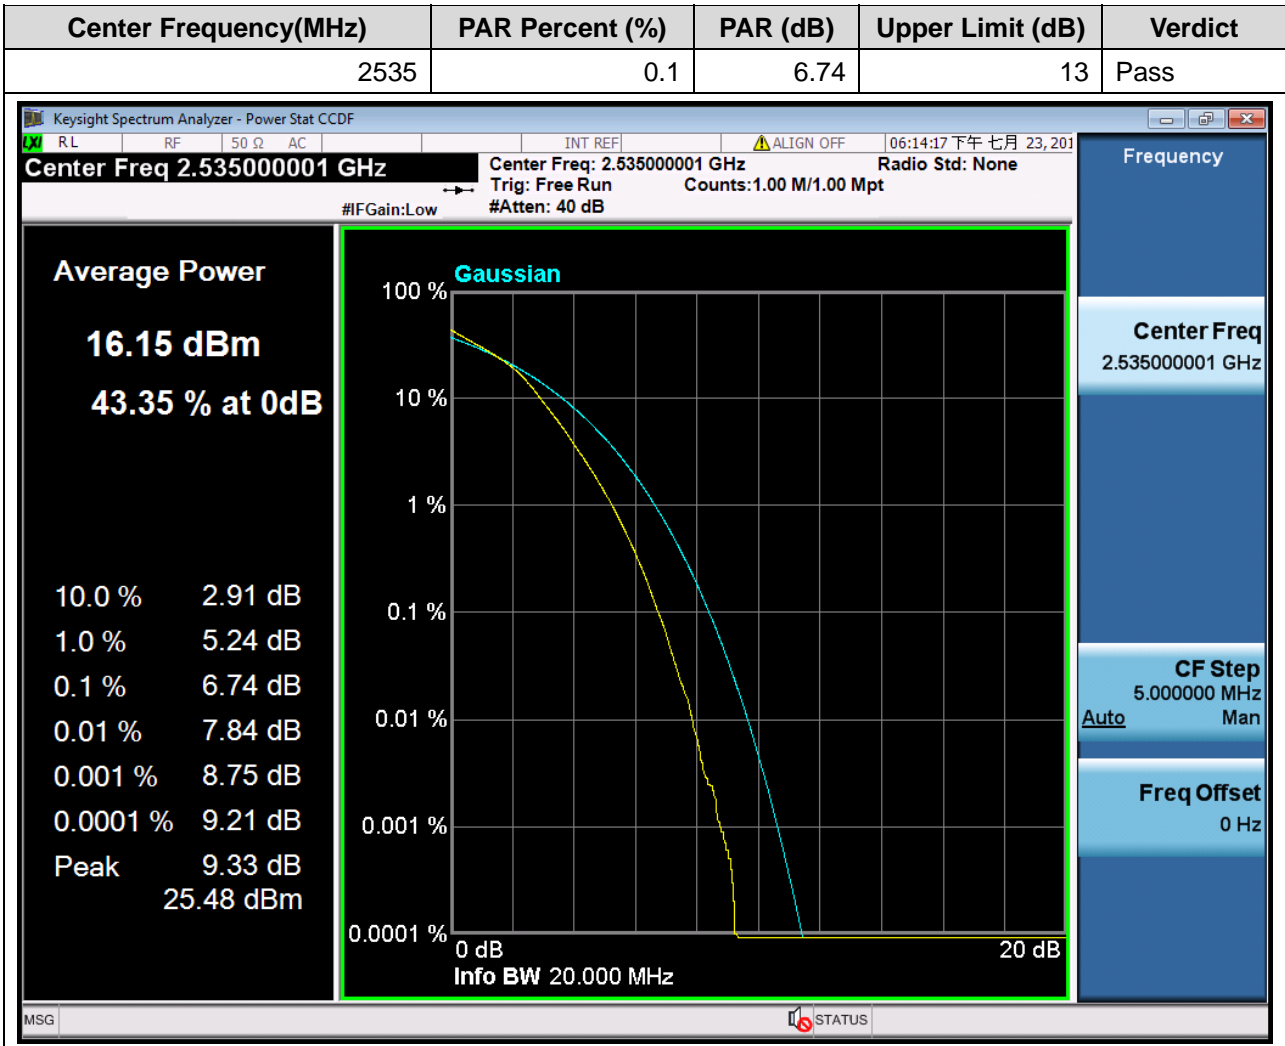 Center Frequency(MHz) PAR Percent (%) PAR (dB) Upper Limit (dB) Verdict
2535 0.1 6.74 13 Pass
Keysight Spectrum Analyzer - Power Stat CCDF
LXI RL RF 50 Ω AC INT REF ALIGN OFF 06:14:17 下午 七月 23, 201
Center Freq 2.535000001 GHz
Center Freq: 2.535000001 GHz Radio Std: None
Trig: Free Run Counts:1.00 M/1.00 Mpt
#IFGain:Low #Atten: 40 dB
Average Power
16.15 dBm
43.35 % at 0dB
10.0 % 2.91 dB
1.0 % 5.24 dB
0.1 % 6.74 dB
0.01 % 7.84 dB
0.001 % 8.75 dB
0.0001 % 9.21 dB
Peak 9.33 dB
25.48 dBm
Gaussian
100 %
10 %
1 %
0.1 %
0.01 %
0.001 %
0.0001 %
0 dB 20 dB
Info BW 20.000 MHz
Frequency
Center Freq
2.535000001 GHz
CF Step
5.000000 MHz
Auto Man
Freq Offset
0 Hz
MSG STATUS